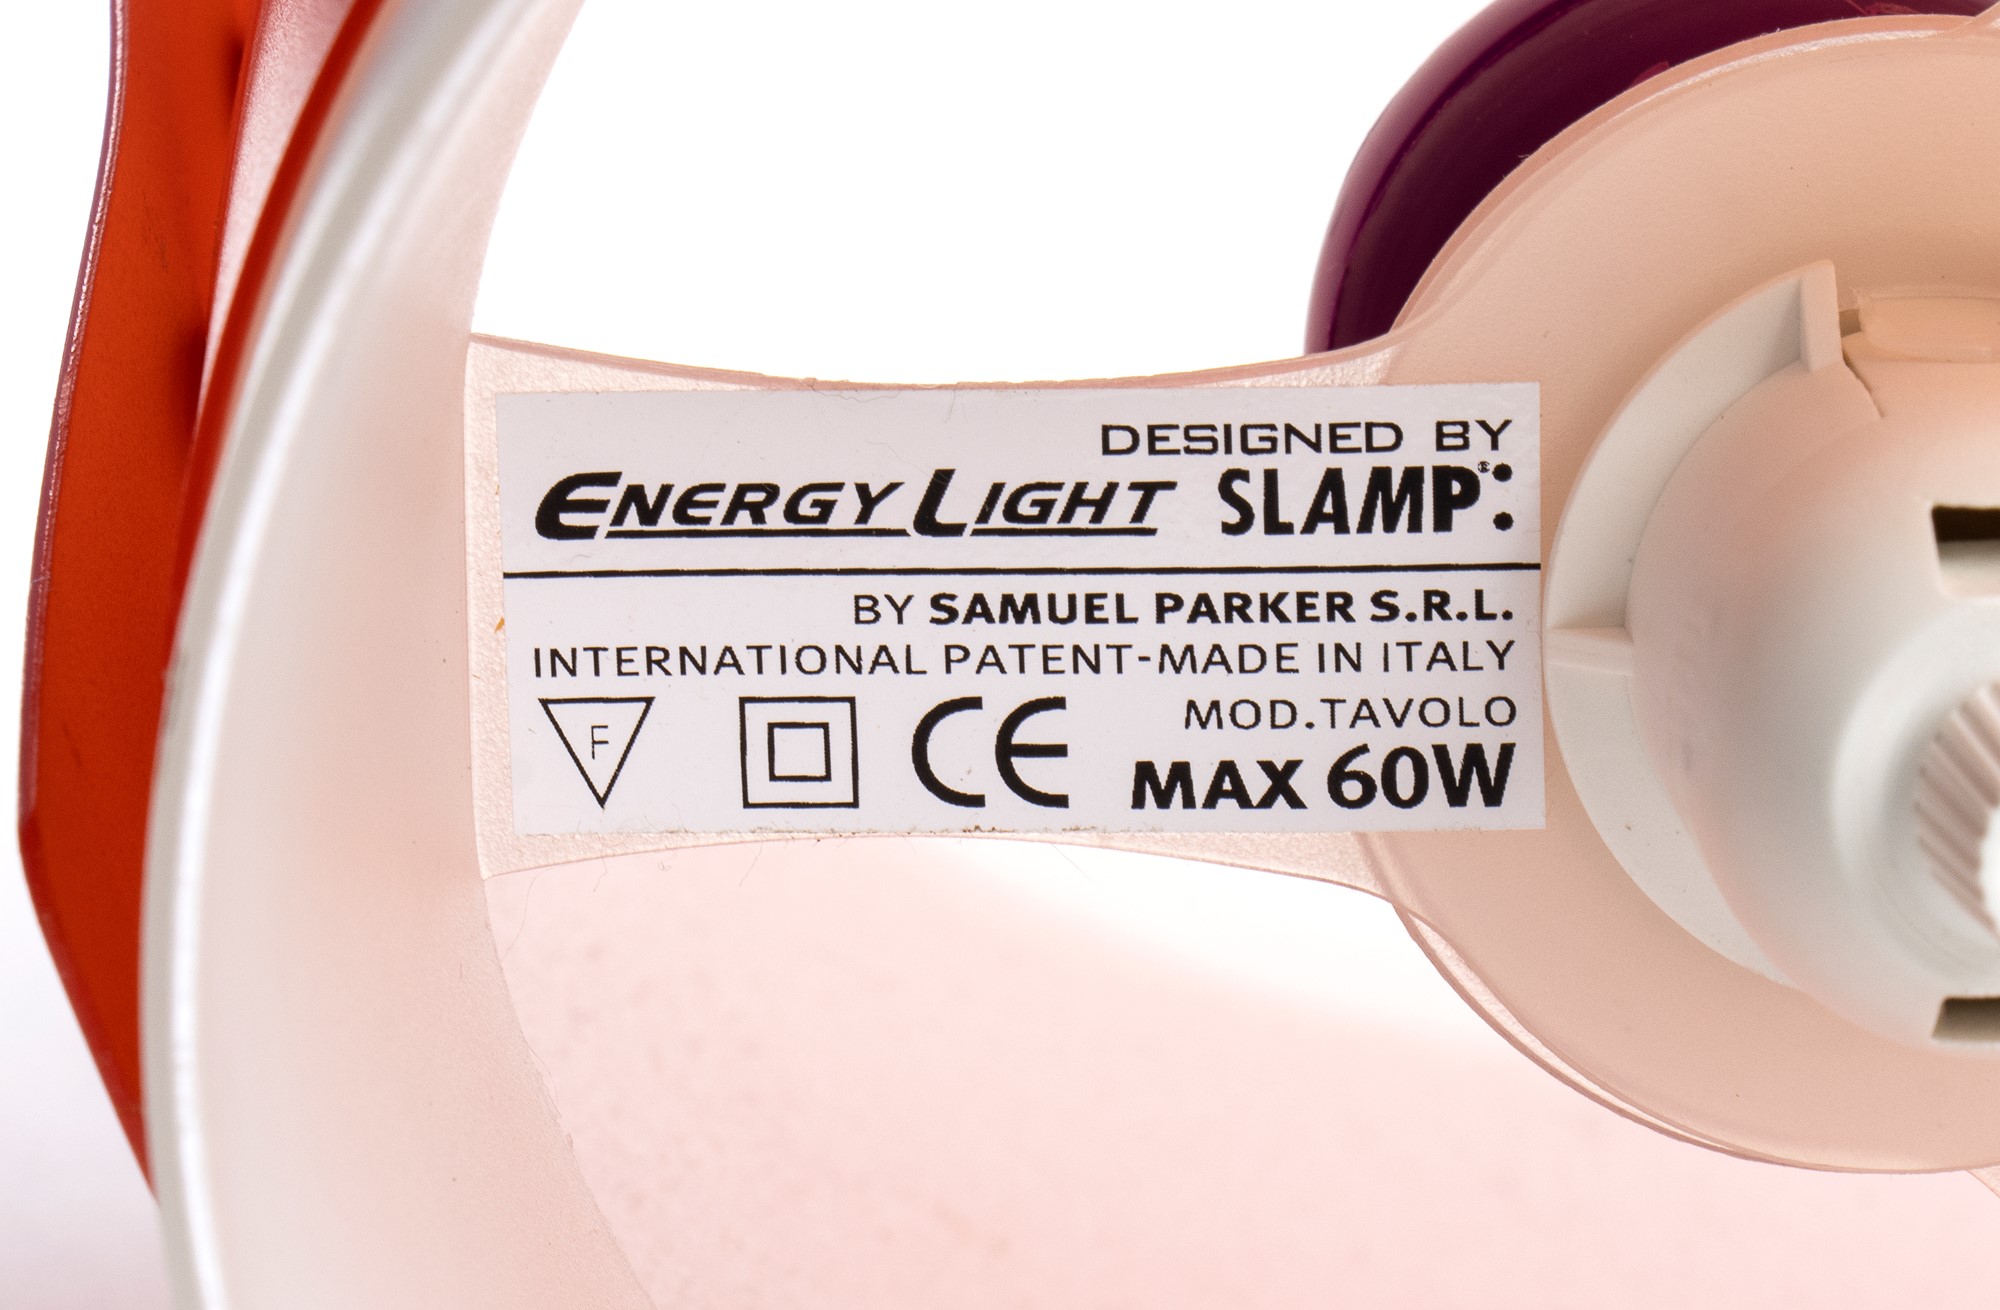 DESIGNED BY
ENERGY LIGHT SLAMP®:
BY SAMUEL PARKER S.R.L.
INTERNATIONAL PATENT-MADE IN ITALY
F CE MOD.TAVOLO
MAX 60W